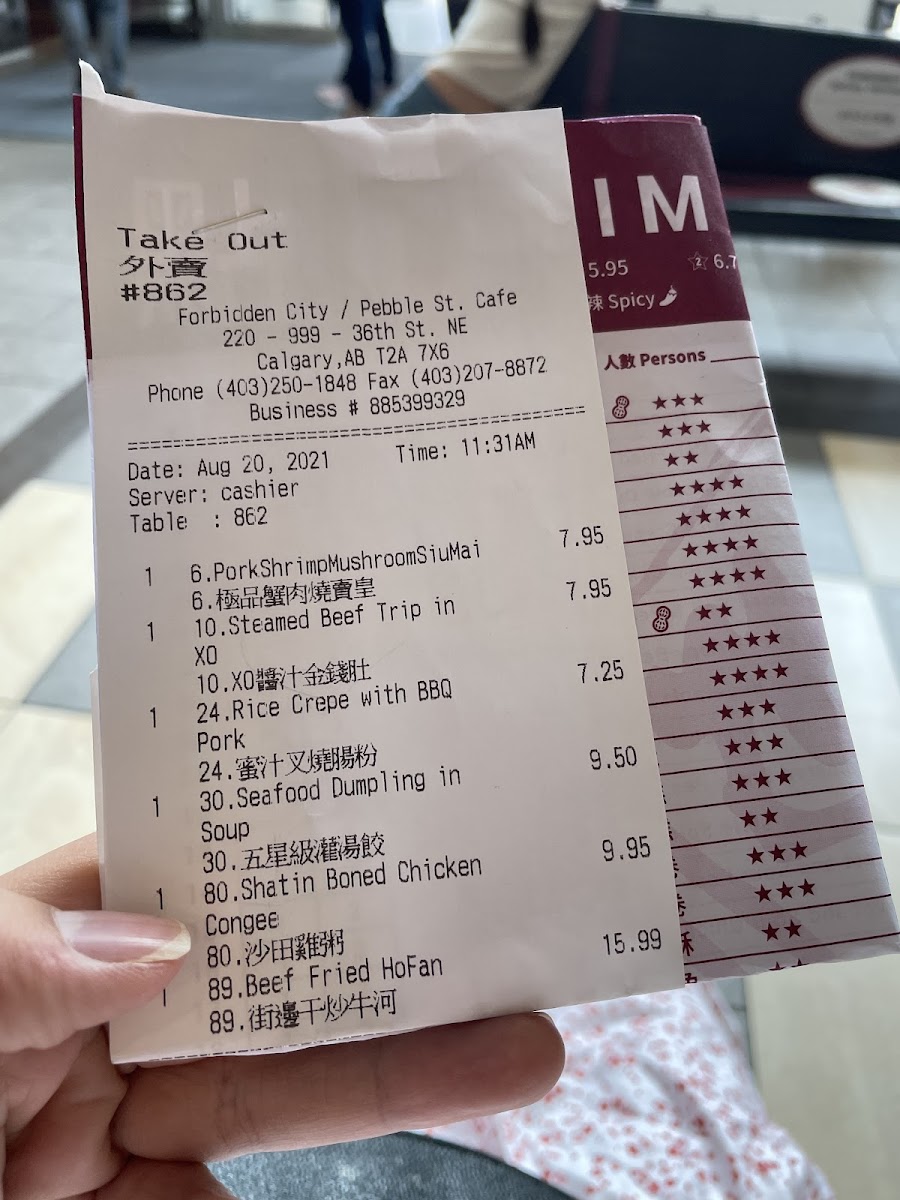 Take Out
外賣
#862
Forbidden City / Pebble St. Cafe
220 - 999 - 36th St. NE
Calgary,AB T2A 7X6
Phone (403)250-1848 Fax (403)207-8872
Business # 885399329
Date: Aug 20, 2021 Time: 11:31AM
Server: cashier
Table : 862
1 6.PorkShrimpMushroomSiuMai 7.95
6.極品蟹肉燒賣皇
1 10.Steamed Beef Trip in 7.95
XO
10.XO醬汁金錢肚
1 24.Rice Crepe with BBQ 7.25
Pork
24.蜜汁叉燒腸粉
1 30.Seafood Dumpling in 9.50
Soup
30.五星級灌湯餃
1 80.Shatin Boned Chicken 9.95
Congee
80.沙田雞粥
1 89.Beef Fried HoFan 15.99
89.街邊干炒牛河
IM
5.95 2 6.7
辣 Spicy
人數 Persons